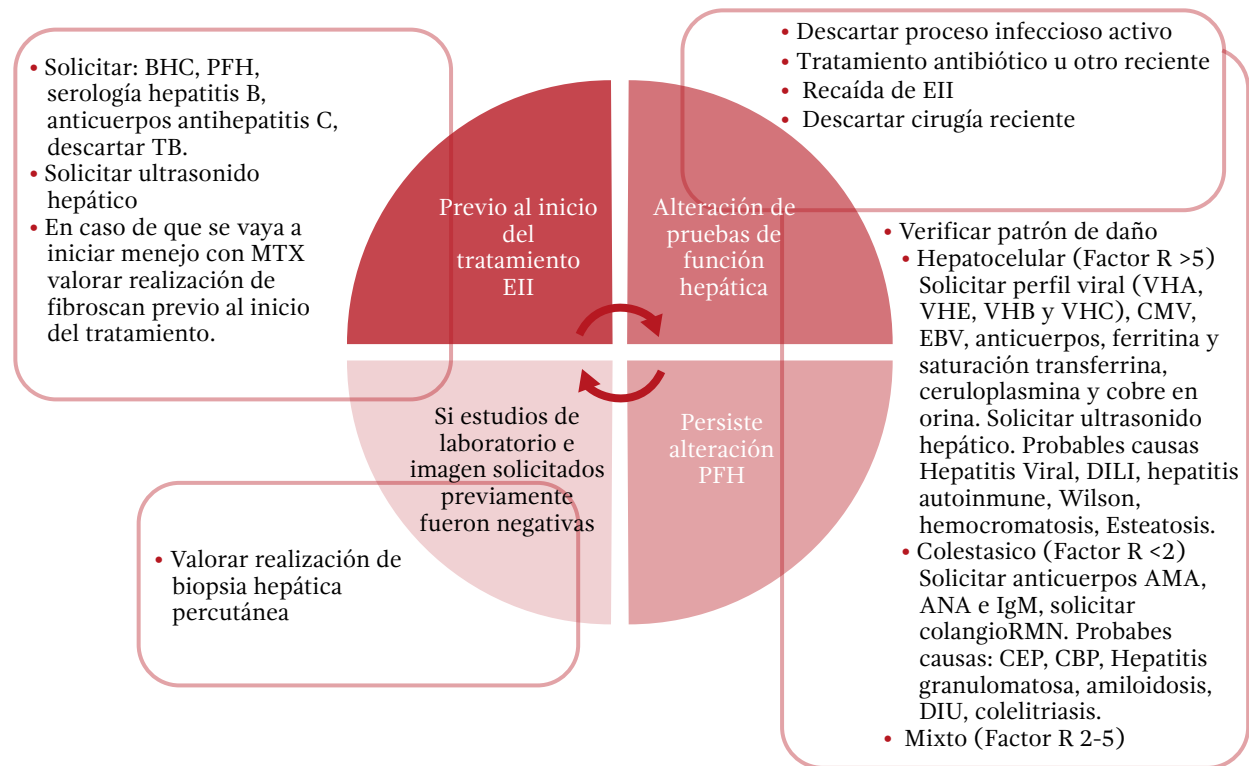 • Solicitar: BHC, PFH,
serología hepatitis B,
anticuerpos antihepatitis C,
descartar TB.
• Solicitar ultrasonido
hepático
• En caso de que se vaya a
iniciar menejo con MTX
valorar realización de
fibroscan previo al inicio
del tratamiento.
Previo al inicio
del
tratamiento
EII
• Descartar proceso infeccioso activo
• Tratamiento antibiótico u otro reciente
• Recaída de EII
• Descartar cirugía reciente
Alteración de
pruebas de
función
hepática
• Verificar patrón de daño
• Hepatocelular (Factor R >5)
Solicitar perfil viral (VHA,
VHE, VHB y VHC), CMV,
EBV, anticuerpos, ferritina y
saturación transferrina,
ceruloplasmina y cobre en
orina. Solicitar ultrasonido
hepático. Probables causas
Hepatitis Viral, DILI, hepatitis
autoinmune, Wilson,
hemocromatosis, Esteatosis.
• Colestasico (Factor R <2)
Solicitar anticuerpos AMA,
ANA e IgM, solicitar
colangioRMN. Probabes
causas: CEP, CBP, Hepatitis
granulomatosa, amiloidosis,
DIU, colelitriasis.
• Mixto (Factor R 2-5)
Persiste
alteración
PFH
Si estudios de
laboratorio e
imagen solicitados
previamente
fueron negativas
• Valorar realización de
biopsia hepática
percutánea